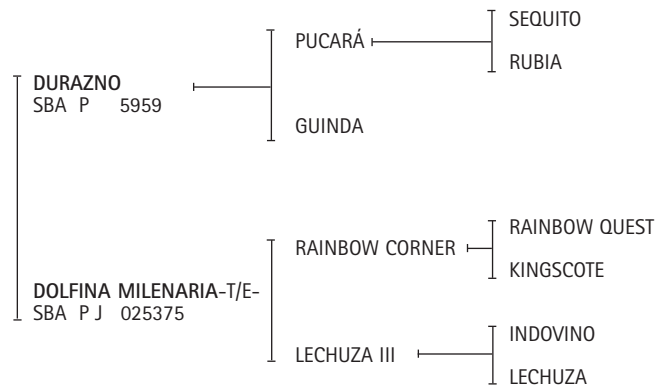 SEQUITO
PUCARÁ
RUBIA
DURAZNO
SBA P 5959
GUINDA
RAINBOW QUEST
RAINBOW CORNER
KINGSCOTE
DOLFINA MILENARIA-T/E-
SBA P J 025375
INDOVINO
LECHUZA III
LECHUZA